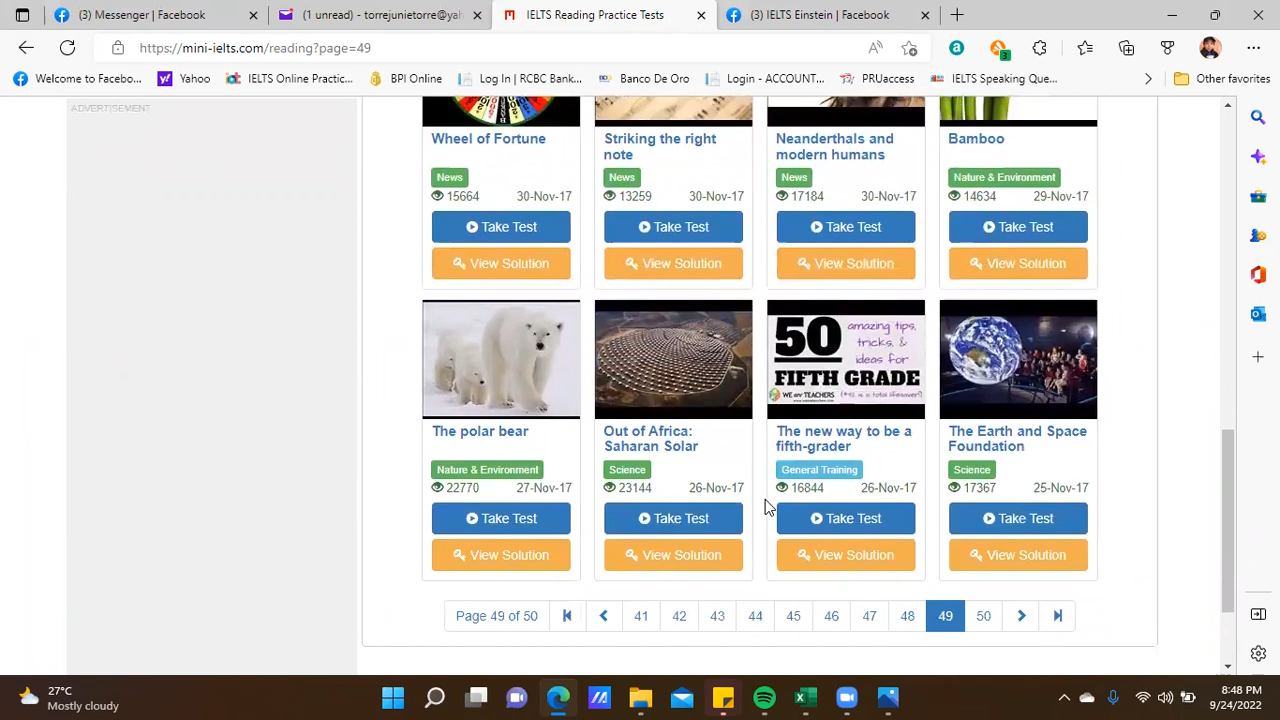 (3) Messenger | Facebook
(1 unread) - torrejunietorre@yah
IELTS Reading Practice Tests
(3) IELTS Einstein | Facebook
https://mini-ielts.com/reading?page=49
Welcome to Facebo...
Yahoo
IELTS Online Practic...
BPI Online
Log In | RCBC Bank...
Banco De Oro
Login - ACCOUNT...
PRUaccess
IELTS Speaking Que...
Other favorites
ADVERTISEMENT
Wheel of Fortune
Striking the right note
Neanderthals and modern humans
Bamboo
News
News
News
Nature & Environment
15664 30-Nov-17
13259 30-Nov-17
17184 30-Nov-17
14634 29-Nov-17
Take Test
Take Test
Take Test
Take Test
View Solution
View Solution
View Solution
View Solution
50 amazing tips, tricks, & ideas for
FIFTH GRADE
WE ARE TEACHERS
The polar bear
Out of Africa: Saharan Solar
The new way to be a fifth-grader
The Earth and Space Foundation
Nature & Environment
Science
General Training
Science
22770 27-Nov-17
23144 26-Nov-17
16844 26-Nov-17
17367 25-Nov-17
Take Test
Take Test
Take Test
Take Test
View Solution
View Solution
View Solution
View Solution
Page 49 of 50
41 42 43 44 45 46 47 48 49 50
27°C
Mostly cloudy
8:48 PM
9/24/2022